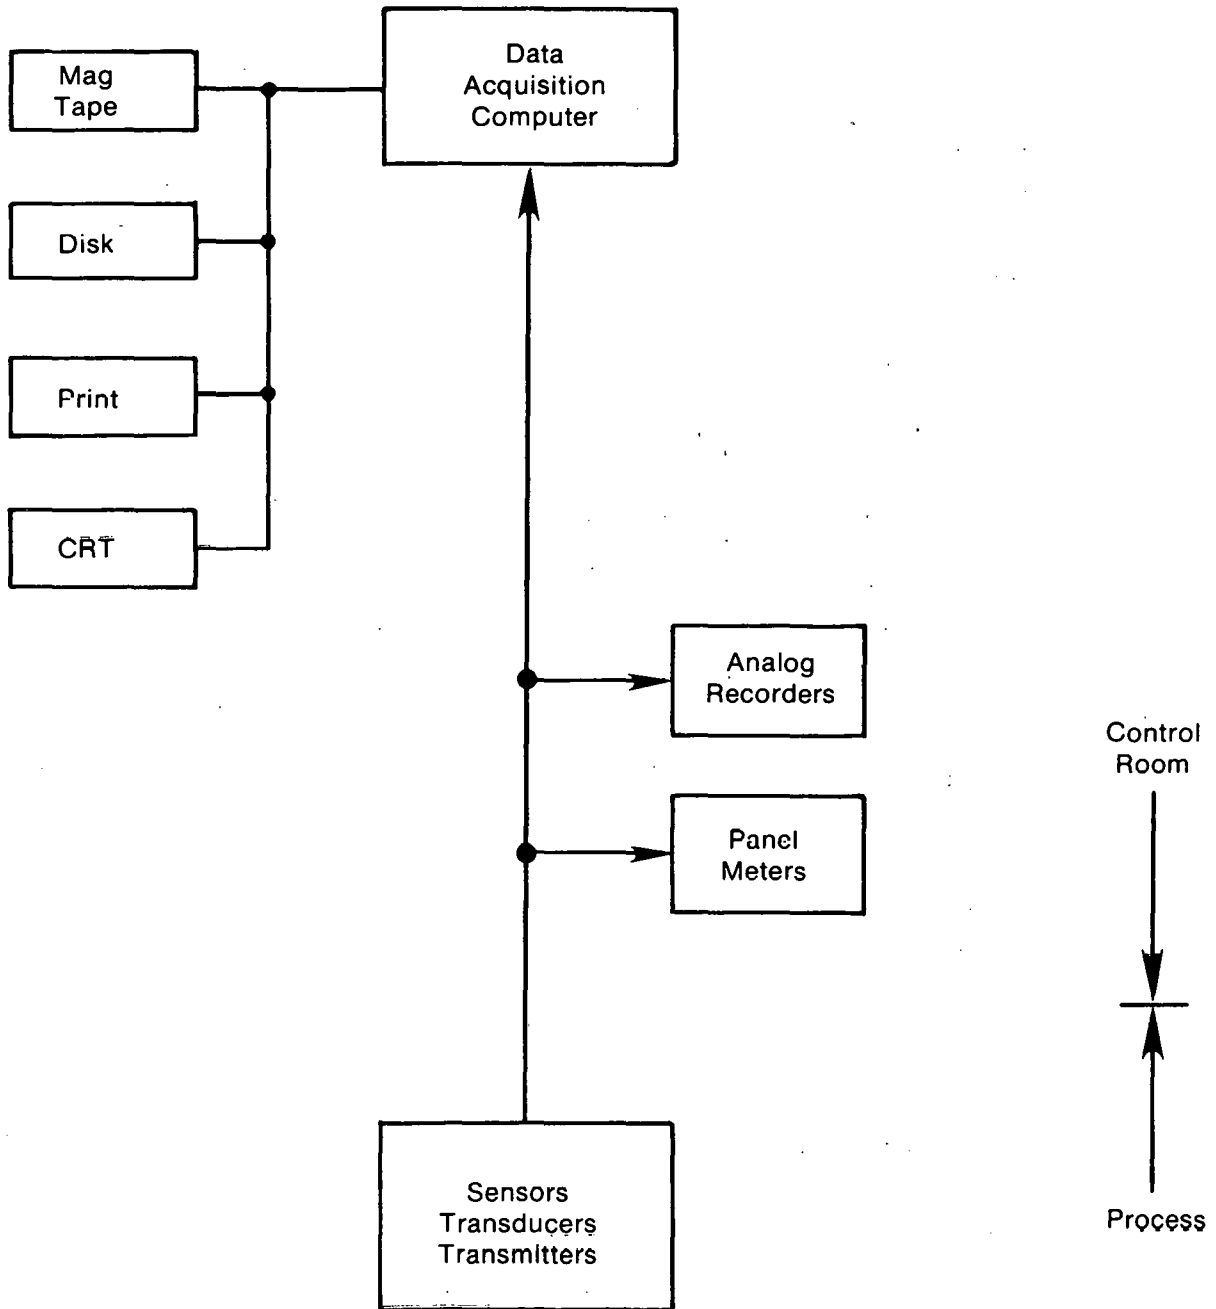 Data
Acquisition
Computer
Mag
Tape
Disk
Print
CRT
Analog
Recorders
Control
Room
Panel
Meters
Sensors
Transducers
Transmitters
Process